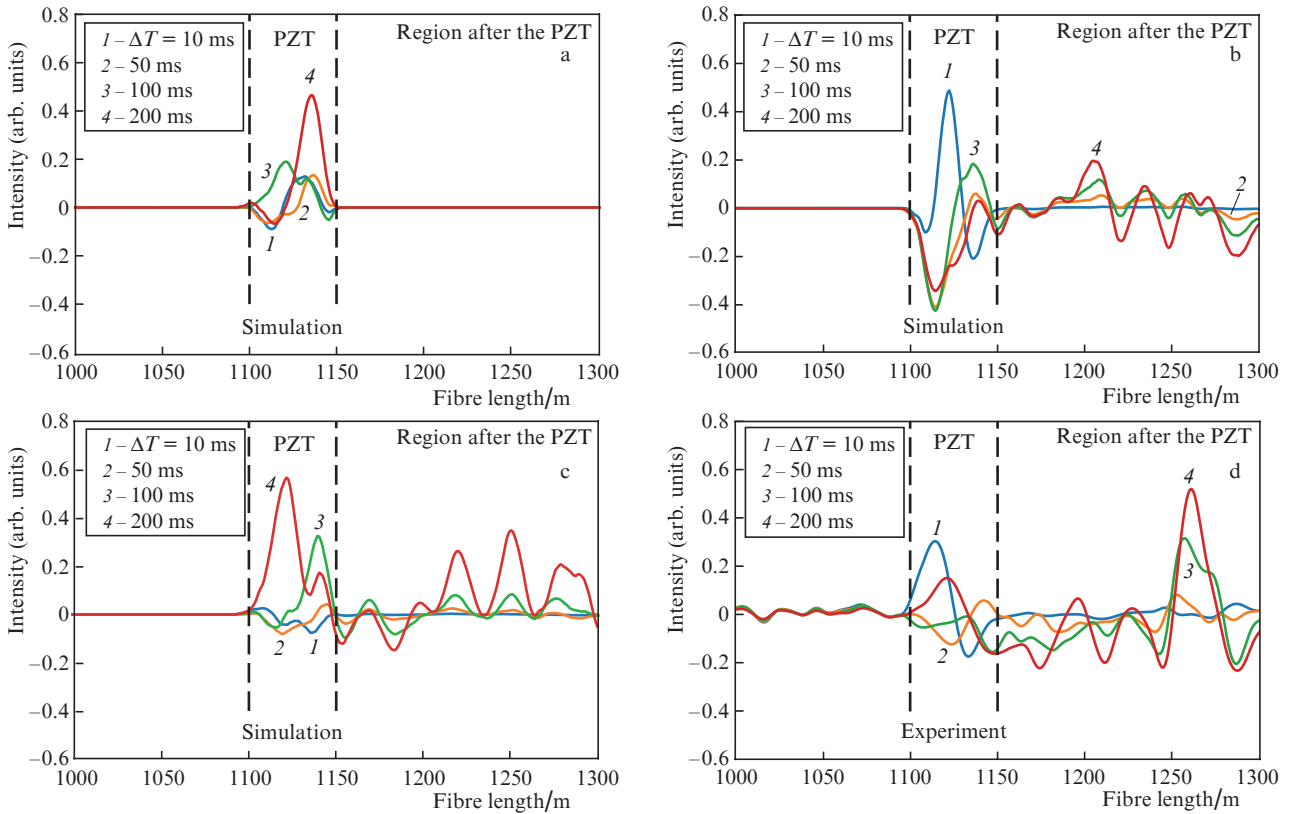 0.8
0.6
0.4
0.2
0
−0.2
−0.4
−0.6
Intensity (arb. units)
1 – ΔT = 10 ms
2 – 50 ms
3 – 100 ms
4 – 200 ms
PZT
Region after the PZT
a
4
3
2
1
Simulation
1000
1050
1100
1150
1200
1250
1300
Fibre length/m
0.8
0.6
0.4
0.2
0
−0.2
−0.4
−0.6
Intensity (arb. units)
1 – ΔT = 10 ms
2 – 50 ms
3 – 100 ms
4 – 200 ms
PZT
Region after the PZT
b
1
3
4
2
Simulation
1000
1050
1100
1150
1200
1250
1300
Fibre length/m
0.8
0.6
0.4
0.2
0
−0.2
−0.4
−0.6
Intensity (arb. units)
1 – ΔT = 10 ms
2 – 50 ms
3 – 100 ms
4 – 200 ms
PZT
Region after the PZT
c
4
3
2
1
Simulation
1000
1050
1100
1150
1200
1250
1300
Fibre length/m
0.8
0.6
0.4
0.2
0
−0.2
−0.4
−0.6
Intensity (arb. units)
1 – ΔT = 10 ms
2 – 50 ms
3 – 100 ms
4 – 200 ms
PZT
Region after the PZT
d
4
1
3
2
Experiment
1000
1050
1100
1150
1200
1250
1300
Fibre length/m